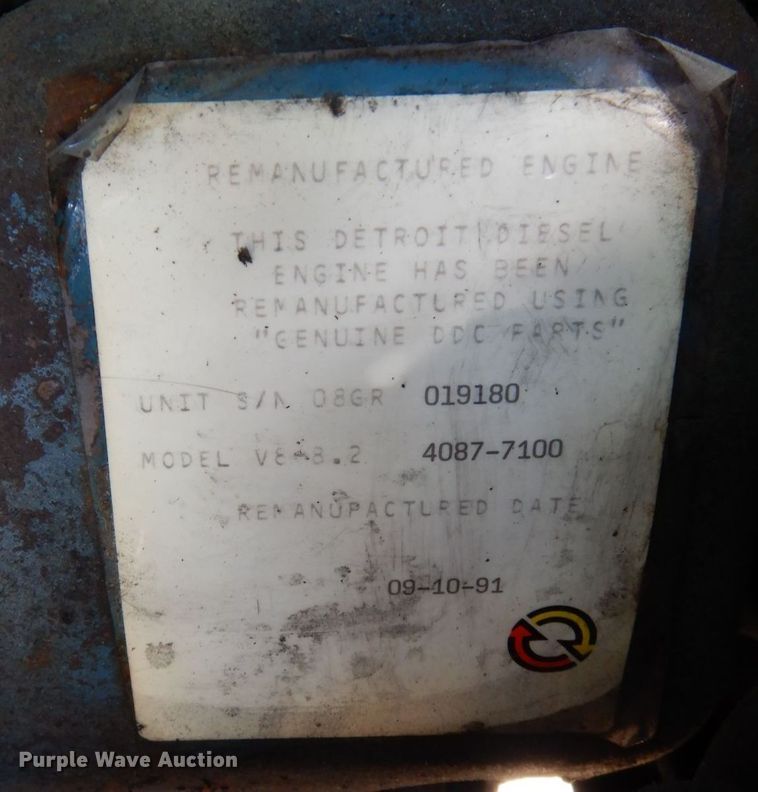 REMANUFACTURED ENGINE
THIS DETROIT DIESEL
ENGINE HAS BEEN
REMANUFACTURED USING
"GENUINE DDC PARTS"
UNIT S/N 08GR 019180
MODEL V8-8.2 4087-7100
REMANUFACTURED DATE
09-10-91
Purple Wave Auction